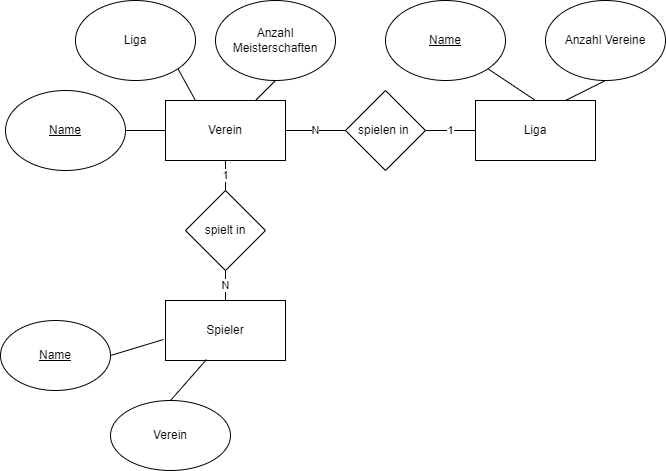 Liga
Anzahl
Meisterschaften
Name
Anzahl Vereine
Name
Verein
N
spielen in
1
Liga
1
spielt in
N
Spieler
Name
Verein